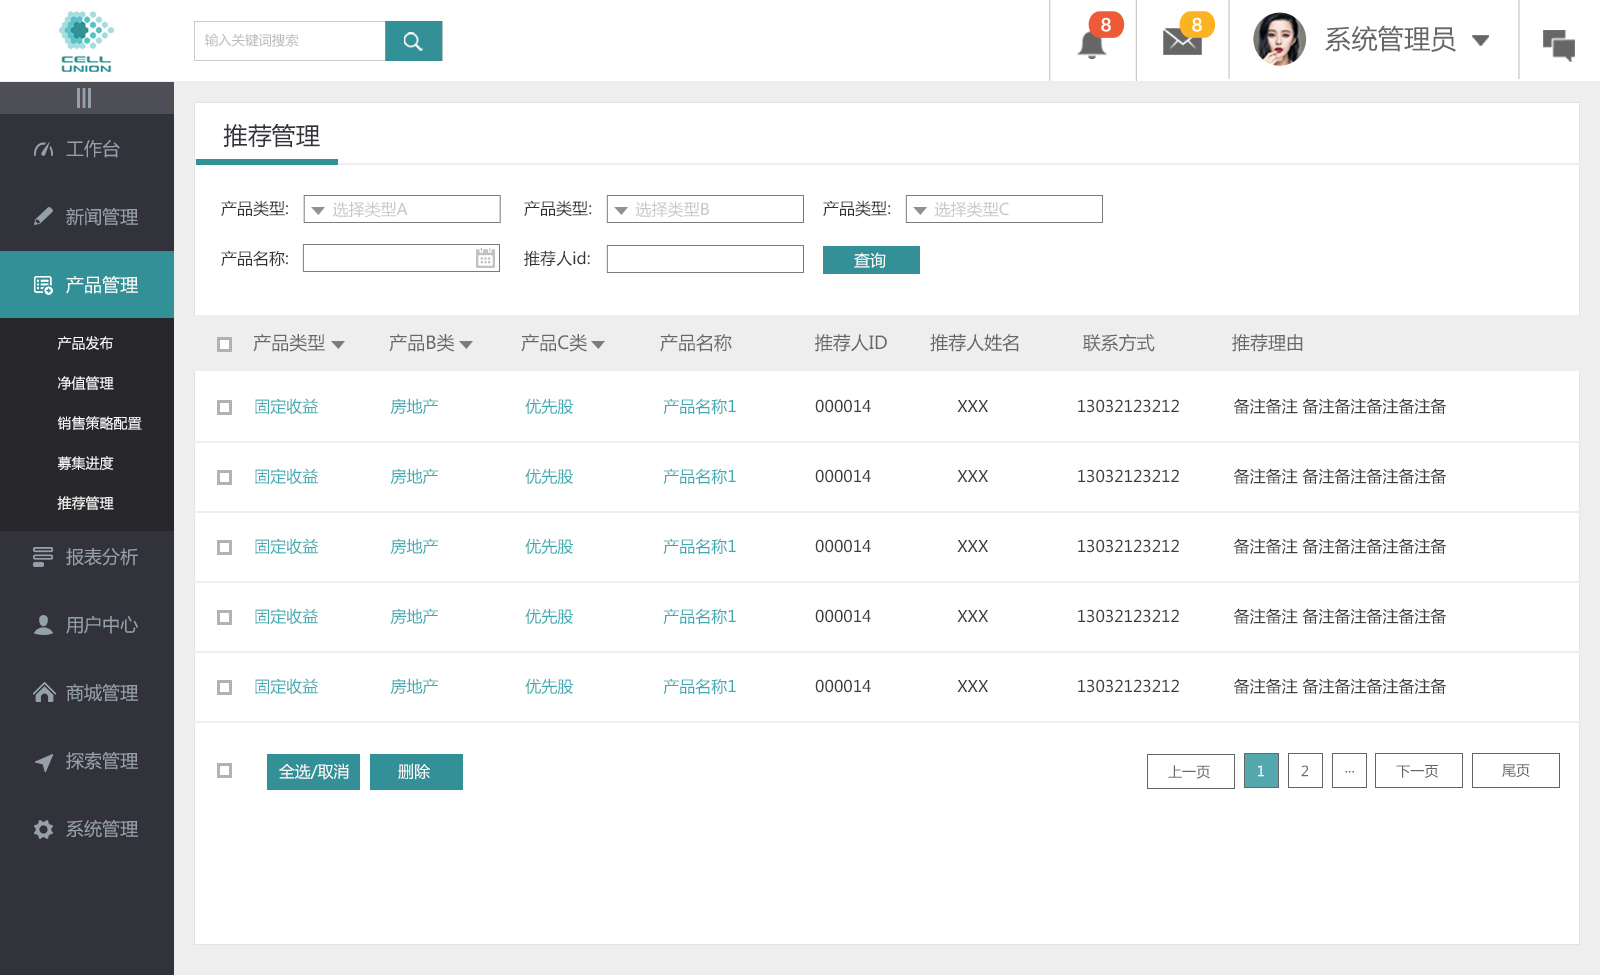 CELL
UNION
输入关键词搜索
8
8
系统管理员
工作台
新闻管理
产品管理
产品发布
净值管理
销售策略配置
募集进度
推荐管理
报表分析
用户中心
商城管理
探索管理
系统管理
推荐管理
产品类型: 选择类型A 产品类型: 选择类型B 产品类型: 选择类型C
产品名称: 推荐人id: 查询
产品类型 产品B类 产品C类 产品名称 推荐人ID 推荐人姓名 联系方式 推荐理由
固定收益 房地产 优先股 产品名称1 000014 XXX 13032123212 备注备注 备注备注备注备注备
固定收益 房地产 优先股 产品名称1 000014 XXX 13032123212 备注备注 备注备注备注备注备
固定收益 房地产 优先股 产品名称1 000014 XXX 13032123212 备注备注 备注备注备注备注备
固定收益 房地产 优先股 产品名称1 000014 XXX 13032123212 备注备注 备注备注备注备注备
固定收益 房地产 优先股 产品名称1 000014 XXX 13032123212 备注备注 备注备注备注备注备
全选/取消 删除 上一页 1 2 ... 下一页 尾页